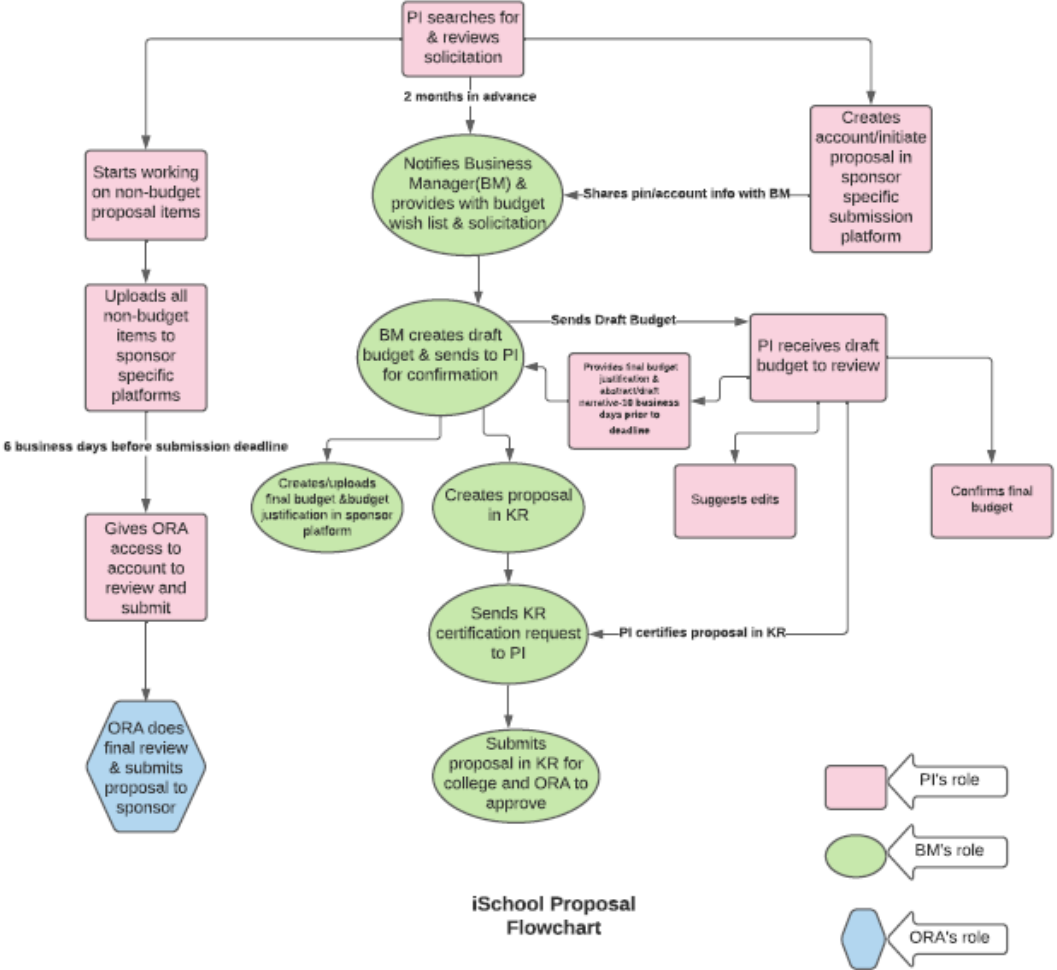 PI searches for
& reviews
solicitation
2 months in advance
Creates
account/initiate
proposal in
sponsor
specific
submission
platform
Starts working
on non-budget
proposal items
Notifies Business
Manager(BM) &
provides with budget
wish list & solicitation
Shares pin/account info with BM
Uploads all
non-budget
items to
sponsor
specific
platforms
BM creates draft
budget & sends to PI
for confirmation
Sends Draft Budget
PI receives draft
budget to review
Provides final budget
justification &
abstract/draft
narrative-10 business
days prior to
deadline
6 business days before submission deadline
Creates/uploads
final budget &budget
justification in sponsor
platform
Creates proposal
in KR
Suggests edits
Confirms final
budget
Gives ORA
access to
account to
review and
submit
Sends KR
certification request
to PI
PI certifies proposal in KR
ORA does
final review
& submits
proposal to
sponsor
Submits
proposal in KR for
college and ORA to
approve
PI's role
BM's role
ORA's role
iSchool Proposal
Flowchart